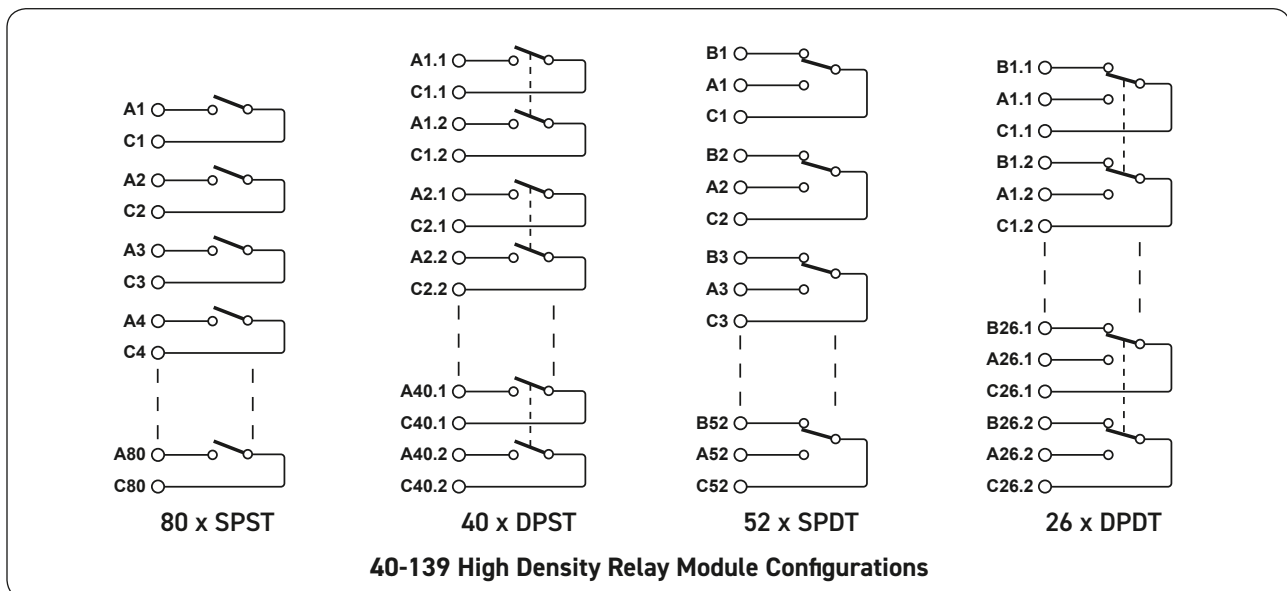 A1
C1
A2
C2
A3
C3
A4
C4
A80
C80
80 x SPST
A1.1
C1.1
A1.2
C1.2
A2.1
C2.1
A2.2
C2.2
A40.1
C40.1
A40.2
C40.2
40 x DPST
B1
A1
C1
B2
A2
C2
B3
A3
C3
B52
A52
C52
52 x SPDT
B1.1
A1.1
C1.1
B1.2
A1.2
C1.2
B26.1
A26.1
C26.1
B26.2
A26.2
C26.2
26 x DPDT
40-139 High Density Relay Module Configurations